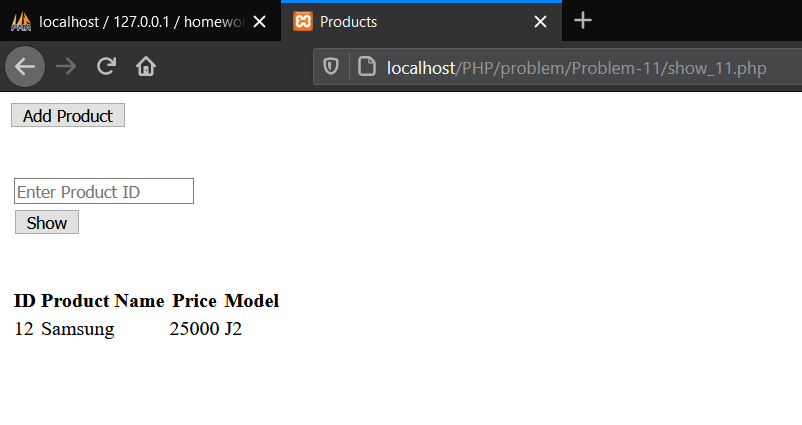 localhost / 127.0.0.1 / homewor
Products
localhost/PHP/problem/Problem-11/show_11.php
Add Product
Enter Product ID
Show
ID Product Name Price Model
12 Samsung 25000 J2